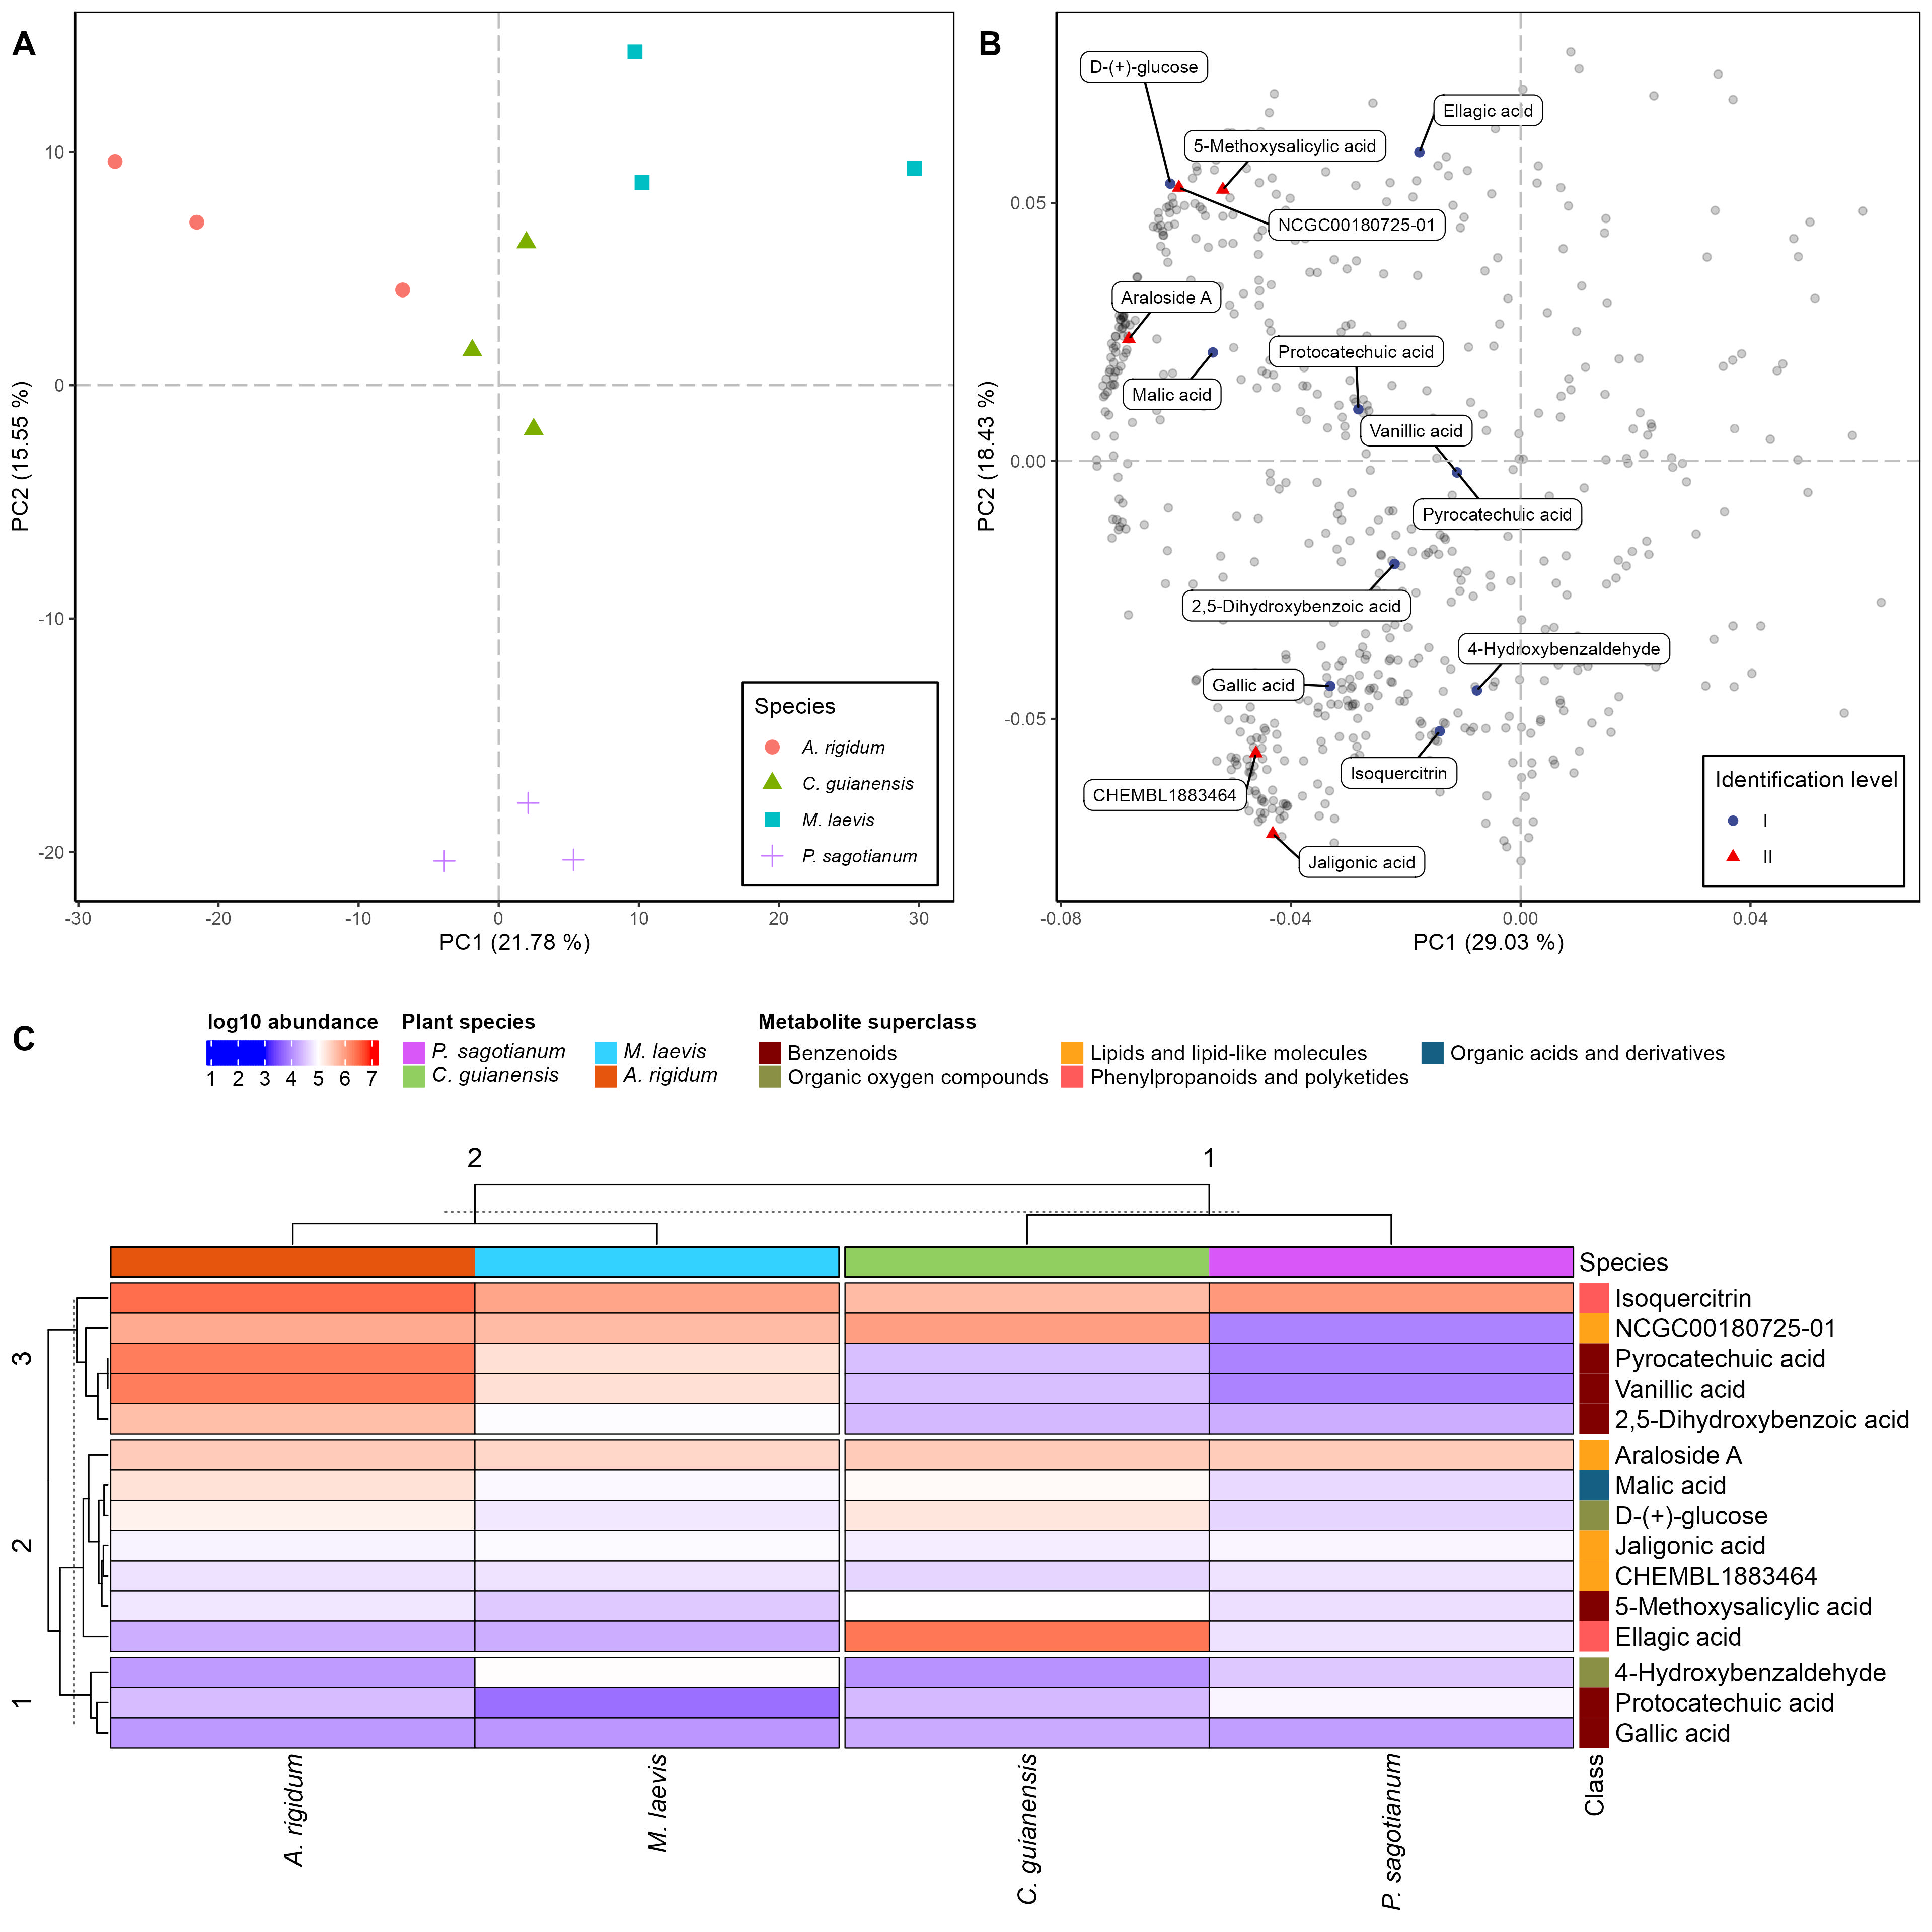 A
10
0
-10
-20
-30
-20
-10
0
10
20
30
PC2 (15.55 %)
PC1 (21.78 %)
Species
A. rigidum
C. guianensis
M. laevis
P. sagotianum
B
D-(+)-glucose
Ellagic acid
5-Methoxysalicylic acid
NCGC00180725-01
Araloside A
Protocatechuic acid
Malic acid
Vanillic acid
Pyrocatechuic acid
2,5-Dihydroxybenzoic acid
4-Hydroxybenzaldehyde
Gallic acid
Isoquercitrin
CHEMBL1883464
Jaligonic acid
0.05
0.00
-0.05
-0.08
-0.04
0.00
0.04
PC2 (18.43 %)
PC1 (29.03 %)
Identification level
I
II
C
log10 abundance
1 2 3 4 5 6 7
Plant species
P. sagotianum
C. guianensis
M. laevis
A. rigidum
Metabolite superclass
Benzenoids
Organic oxygen compounds
Lipids and lipid-like molecules
Phenylpropanoids and polyketides
Organic acids and derivatives
2
1
Species
3
2
1
Isoquercitrin
NCGC00180725-01
Pyrocatechuic acid
Vanillic acid
2,5-Dihydroxybenzoic acid
Araloside A
Malic acid
D-(+)-glucose
Jaligonic acid
CHEMBL1883464
5-Methoxysalicylic acid
Ellagic acid
4-Hydroxybenzaldehyde
Protocatechuic acid
Gallic acid
A. rigidum
M. laevis
C. guianensis
P. sagotianum
Class